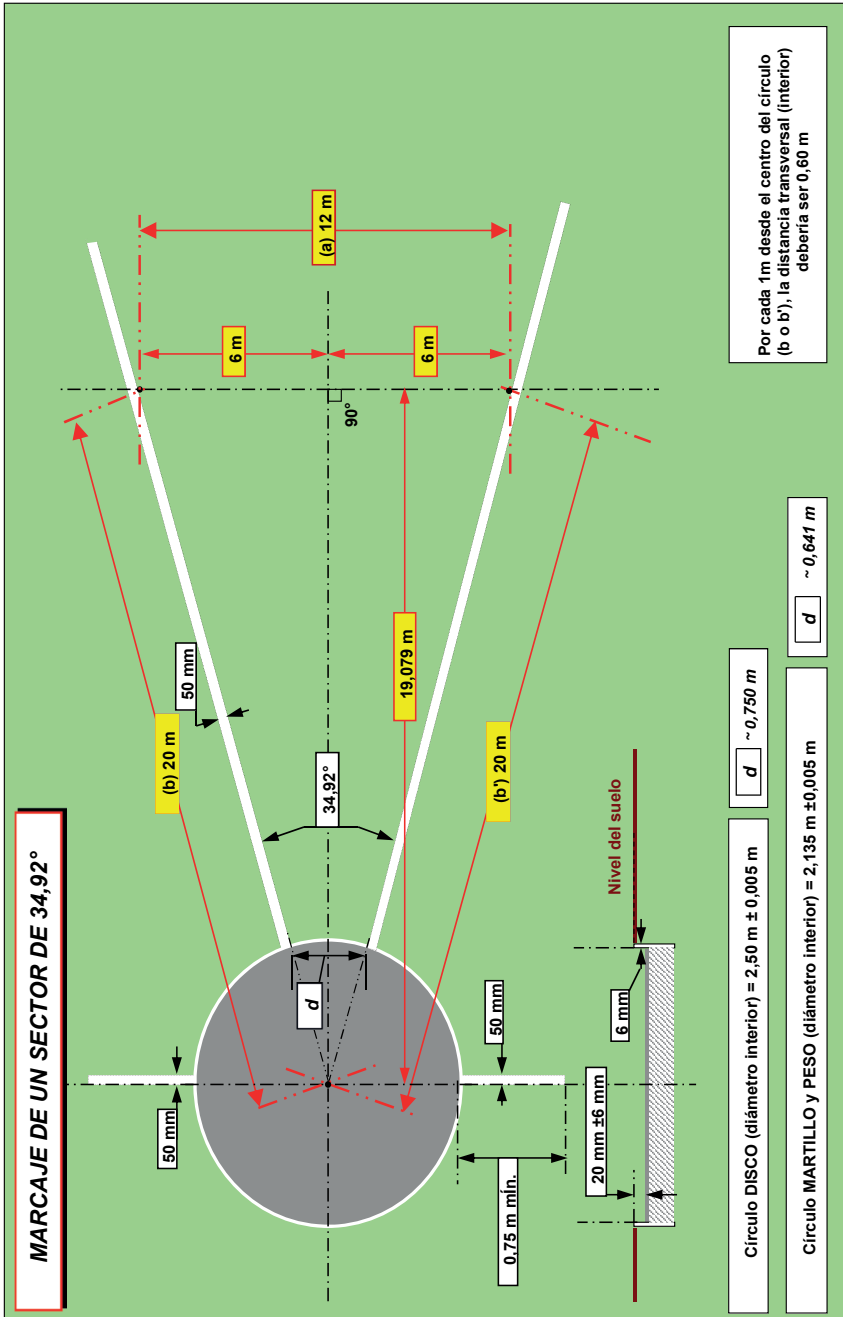 MARCAJE DE UN SECTOR DE 34,92°
50 mm
(b) 20 m
50 mm
(a) 12 m
6 m
6 m
90°
34,92°
19,079 m
d
(b') 20 m
50 mm
0,75 m mín.
Nivel del suelo
6 mm
20 mm ±6 mm
Por cada 1m desde el centro del círculo
(b o b'), la distancia transversal (interior)
debería ser 0,60 m
Círculo DISCO (diámetro interior) = 2,50 m ± 0,005 m
d ~ 0,750 m
Círculo MARTILLO y PESO (diámetro interior) = 2,135 m ±0,005 m
d ~ 0,641 m